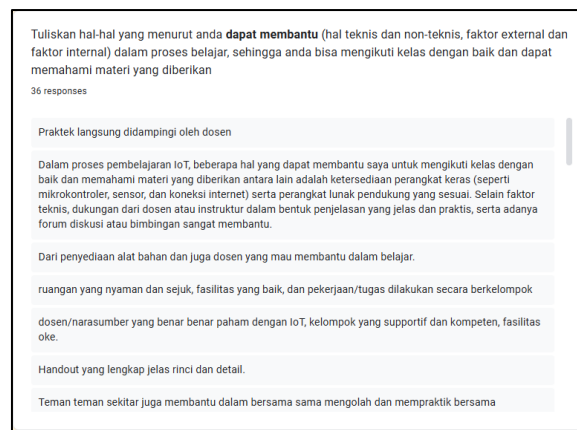 Tuliskan hal-hal yang menurut anda dapat membantu (hal teknis dan non-teknis, faktor external dan
faktor internal) dalam proses belajar, sehingga anda bisa mengikuti kelas dengan baik dan dapat
memahami materi yang diberikan
36 responses
Praktek langsung didampingi oleh dosen
Dalam proses pembelajaran IoT, beberapa hal yang dapat membantu saya untuk mengikuti kelas dengan
baik dan memahami materi yang diberikan antara lain adalah ketersediaan perangkat keras (seperti
mikrokontroler, sensor, dan koneksi internet) serta perangkat lunak pendukung yang sesuai. Selain faktor
teknis, dukungan dari dosen atau instruktur dalam bentuk penjelasan yang jelas dan praktis, serta adanya
forum diskusi atau bimbingan sangat membantu.
Dari penyediaan alat bahan dan juga dosen yang mau membantu dalam belajar.
ruangan yang nyaman dan sejuk, fasilitas yang baik, dan pekerjaan/tugas dilakukan secara berkelompok
dosen/narasumber yang benar benar paham dengan IoT, kelompok yang supportif dan kompeten, fasilitas
oke.
Handout yang lengkap jelas rinci dan detail.
Teman teman sekitar juga membantu dalam bersama sama mengolah dan mempraktik bersama